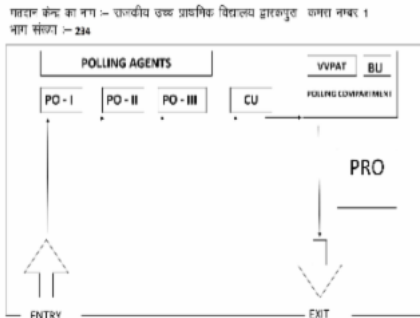 मतदान केन्द्र का नाम :– राजकीय उच्च प्राथमिक विद्यालय द्वारकापुरा कमरा नम्बर 1
भाग संख्या :– 234
POLLING AGENTS
VVPAT BU
POLLING COMPARTMENT
PO - I PO - II PO - III CU
PRO
ENTRY EXIT